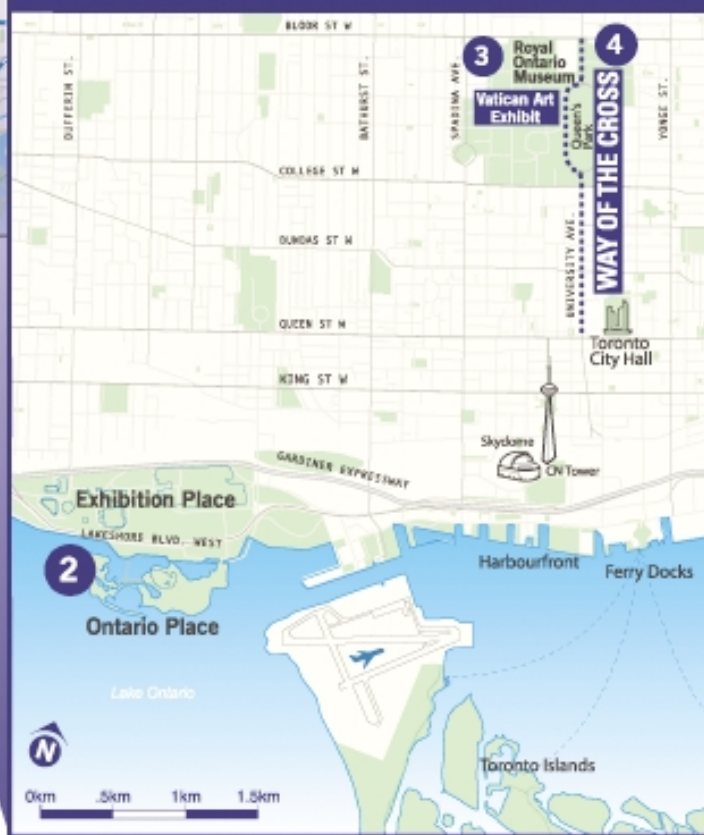 BLOOR ST W
3
Royal
Ontario
Museum
4
Vatican Art
Exhibit
WAY OF THE CROSS
DUFFERIN ST.
BATHURST ST.
SPADINA AVE.
Queen's
Park
YONGE ST.
COLLEGE ST W
DUNDAS ST W
UNIVERSITY AVE.
QUEEN ST W
Toronto
City Hall
KING ST W
Skydome
CN Tower
GARDINER EXPRESSWAY
Exhibition Place
LAKESHORE BLVD. WEST
2
Ontario Place
Harbourfront
Ferry Docks
Lake Ontario
Toronto Islands
N
0km .5km 1km 1.5km